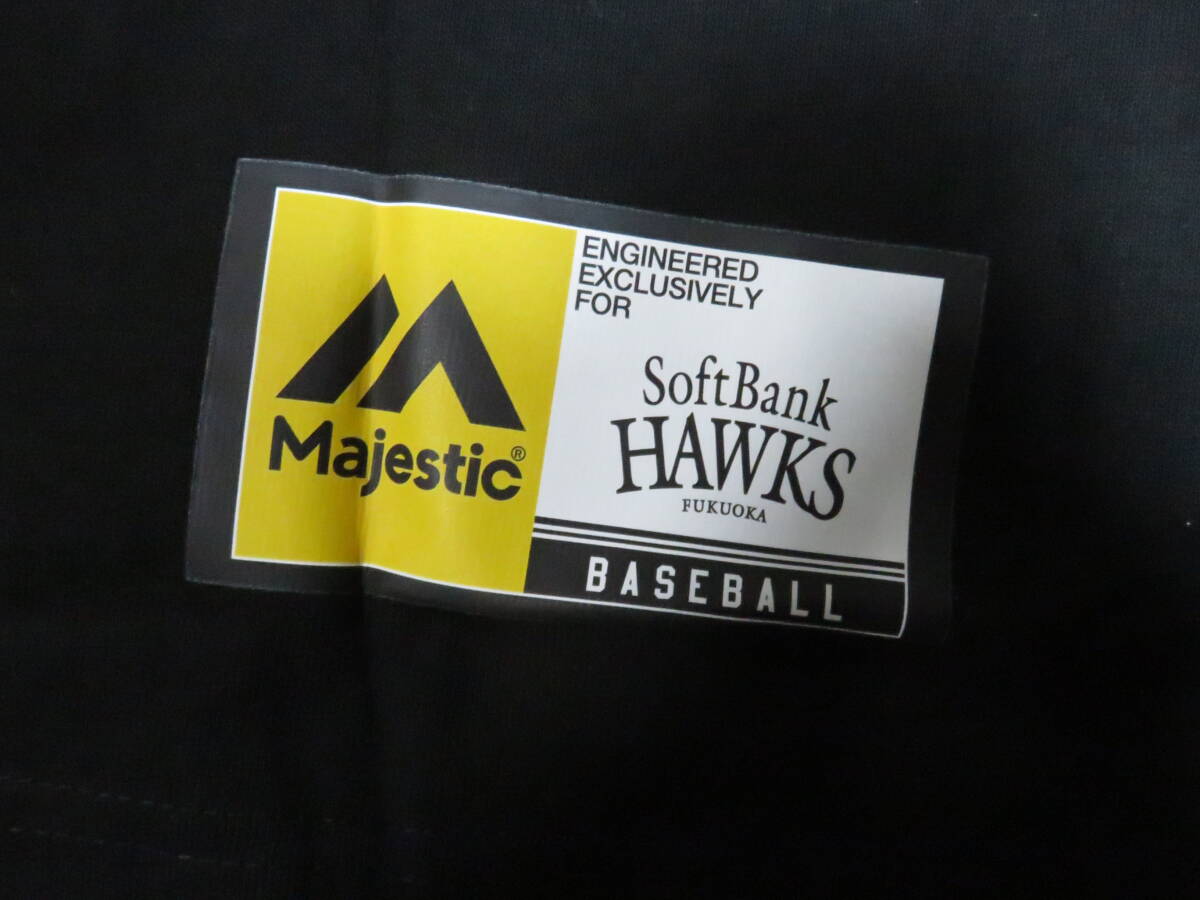 Majestic®
ENGINEERED
EXCLUSIVELY
FOR
SoftBank
HAWKS
FUKUOKA
BASEBALL